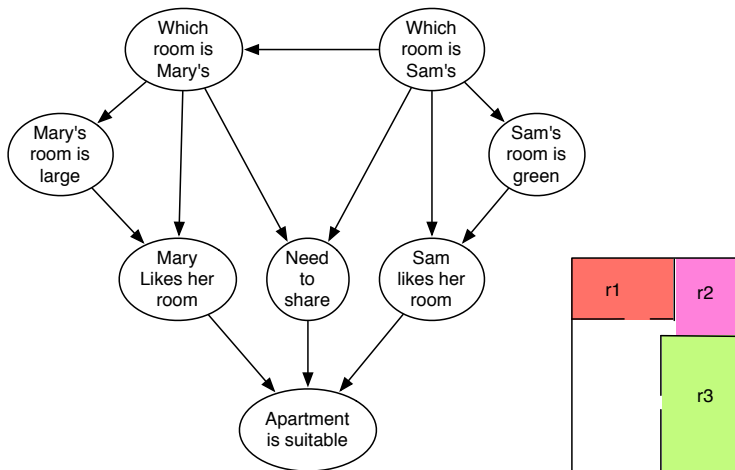 Which
room is
Mary's
Which
room is
Sam's
Mary's
room is
large
Sam's
room is
green
Mary
Likes her
room
Need
to
share
Sam
likes her
room
Apartment
is suitable
r1
r2
r3